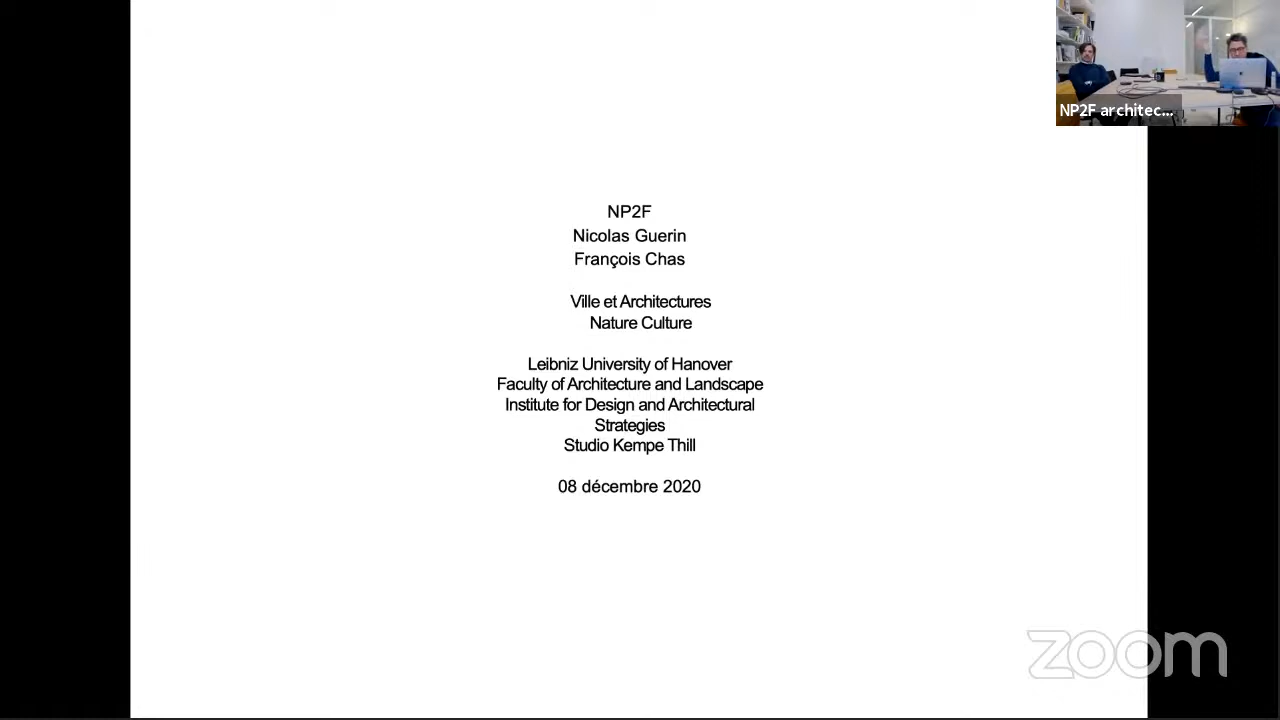 NP2F
Nicolas Guerin
François Chas
Ville et Architectures
Nature Culture
Leibniz University of Hanover
Faculty of Architecture and Landscape
Institute for Design and Architectural
Strategies
Studio Kempe Thill
08 décembre 2020
NP2F architec...
zoom